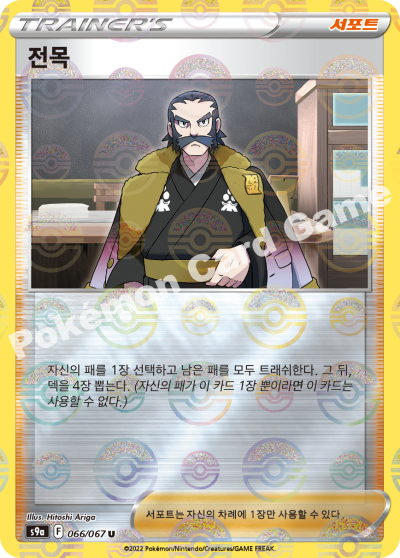 TRAINER'S
서포트
전목
Pokémon Card Game
자신의 패를 1장 선택하고 남은 패를 모두 트래쉬한다. 그 뒤,
덱을 4장 뽑는다. (자신의 패가 이 카드 1장 뿐이라면 이 카드는
사용할 수 없다.)
Illus. Hitoshi Ariga
서포트는 자신의 차례에 1장만 사용할 수 있다.
s9a F 066/067 U
©2022 Pokémon/Nintendo/Creatures/GAME FREAK.